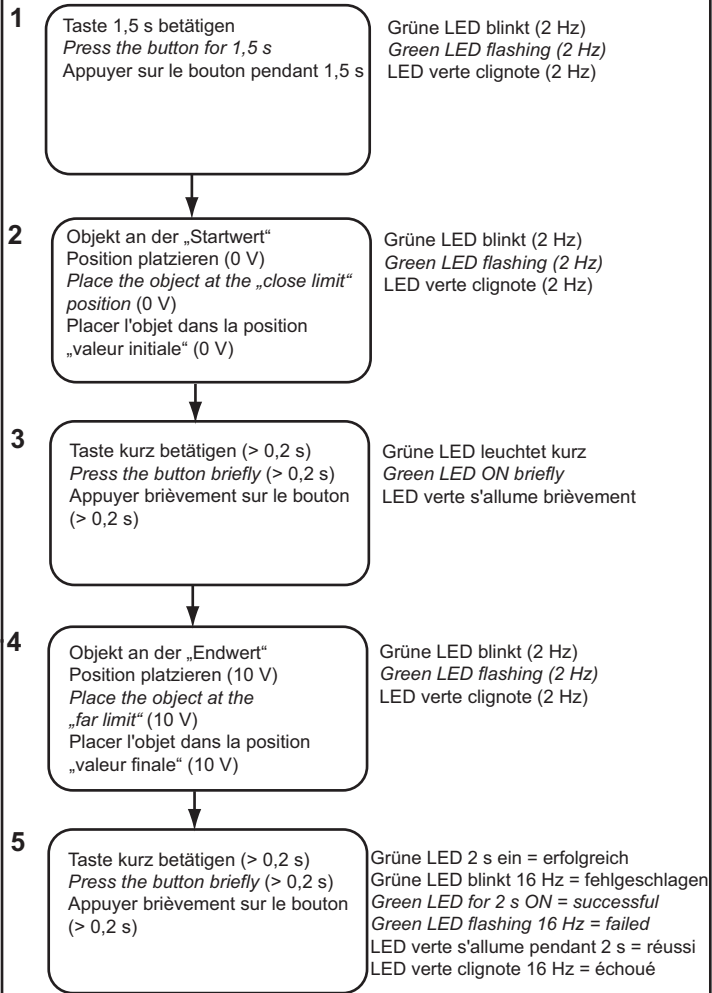 1
Taste 1,5 s betätigen
Press the button for 1,5 s
Appuyer sur le bouton pendant 1,5 s
Grüne LED blinkt (2 Hz)
Green LED flashing (2 Hz)
LED verte clignote (2 Hz)
2
Objekt an der „Startwert“
Position platzieren (0 V)
Place the object at the „close limit“
position (0 V)
Placer l'objet dans la position
„valeur initiale“ (0 V)
Grüne LED blinkt (2 Hz)
Green LED flashing (2 Hz)
LED verte clignote (2 Hz)
3
Taste kurz betätigen (> 0,2 s)
Press the button briefly (> 0,2 s)
Appuyer brièvement sur le bouton
(> 0,2 s)
Grüne LED leuchtet kurz
Green LED ON briefly
LED verte s'allume brièvement
4
Objekt an der „Endwert“
Position platzieren (10 V)
Place the object at the
„far limit“ (10 V)
Placer l'objet dans la position
„valeur finale“ (10 V)
Grüne LED blinkt (2 Hz)
Green LED flashing (2 Hz)
LED verte clignote (2 Hz)
5
Taste kurz betätigen (> 0,2 s)
Press the button briefly (> 0,2 s)
Appuyer brièvement sur le bouton
(> 0,2 s)
Grüne LED 2 s ein = erfolgreich
Grüne LED blinkt 16 Hz = fehlgeschlagen
Green LED for 2 s ON = successful
Green LED flashing 16 Hz = failed
LED verte s'allume pendant 2 s = réussi
LED verte clignote 16 Hz = échoué